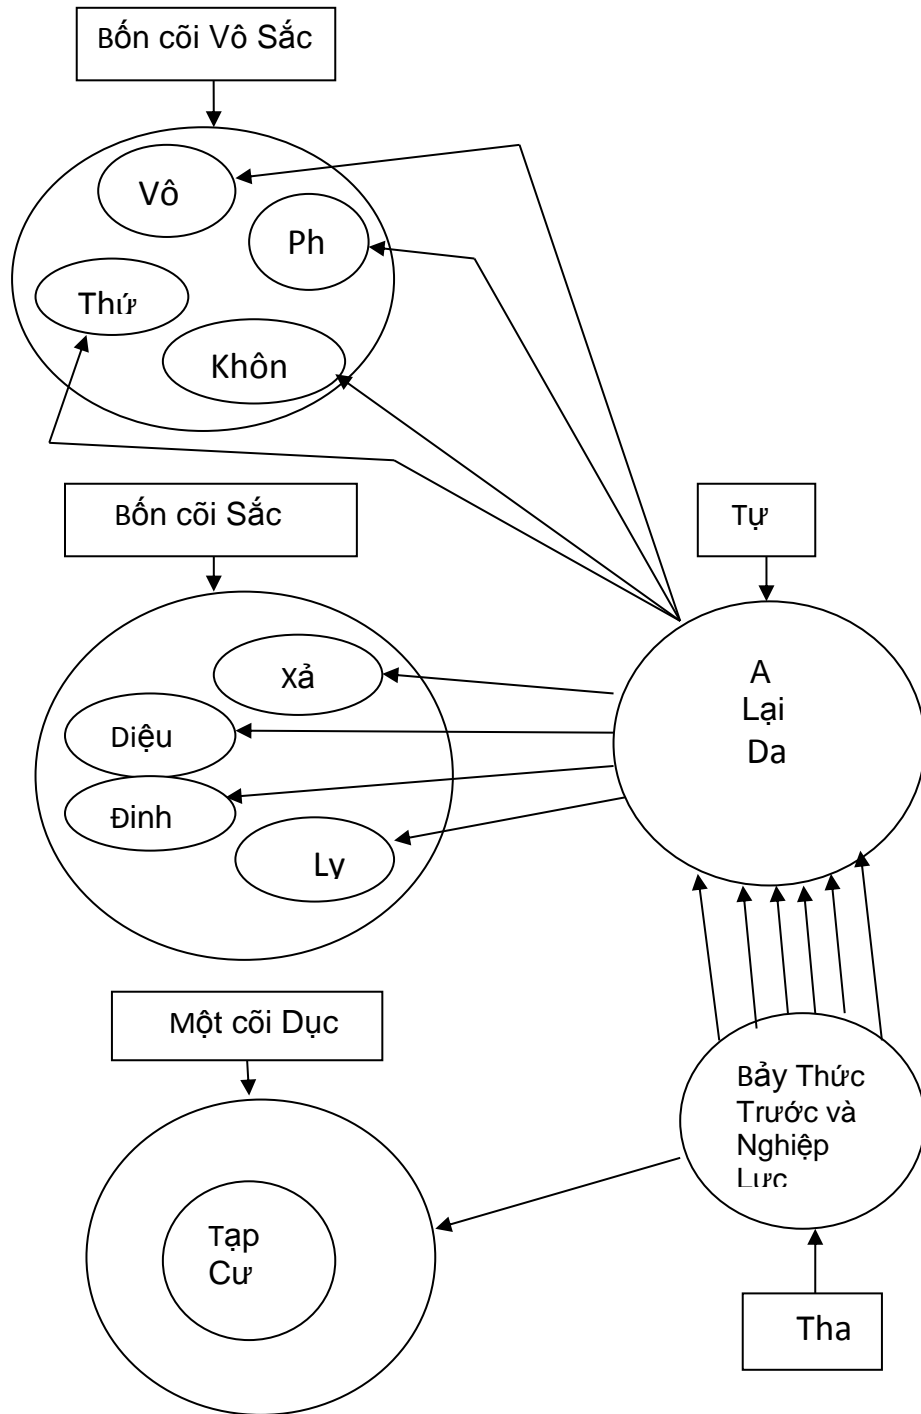 Bốn cõi Vô Sắc
Vô
Ph
Thứ
Khôn
Bốn cõi Sắc
Tự
Xả
Diệu
Đinh
Ly
A
Lại
Da
Một cõi Dục
Bảy Thức
Trước và
Nghiệp
Lực
Tạp
Cư
Tha